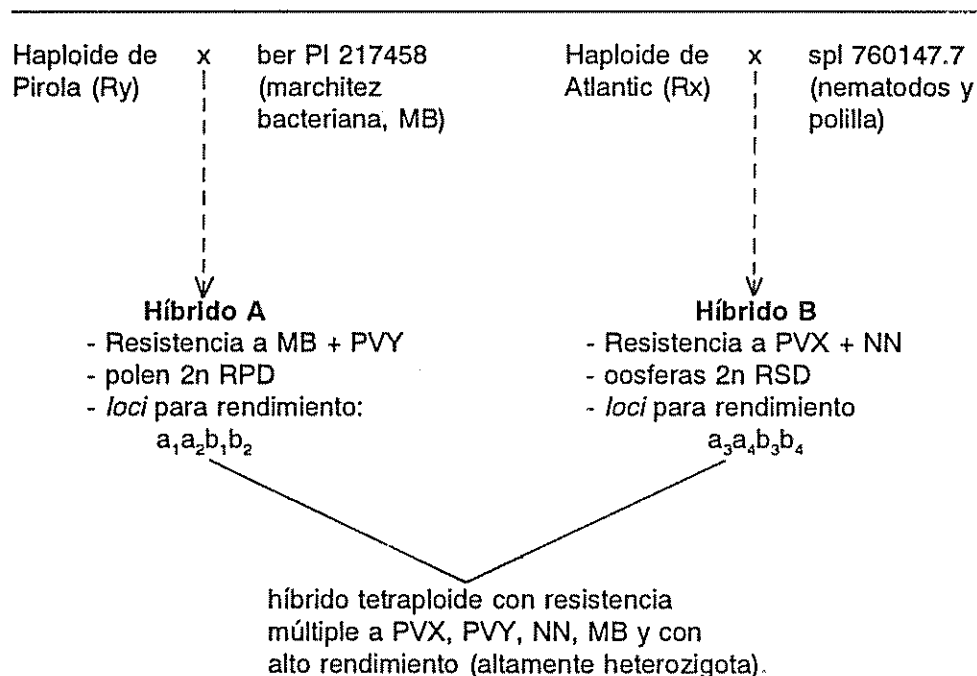 Haploide de x ber PI 217458
Pirola (Ry) (marchitez
bacteriana, MB)
Haploide de x spl 760147.7
Atlantic (Rx) (nematodos y
polilla)
Híbrido A
- Resistencia a MB + PVY
- polen 2n RPD
- loci para rendimiento:
a₁a₂b₁b₂
Híbrido B
- Resistencia a PVX + NN
- oosferas 2n RSD
- loci para rendimiento
a₃a₄b₃b₄
híbrido tetraploide con resistencia
múltiple a PVX, PVY, NN, MB y con
alto rendimiento (altamente heterozigota).